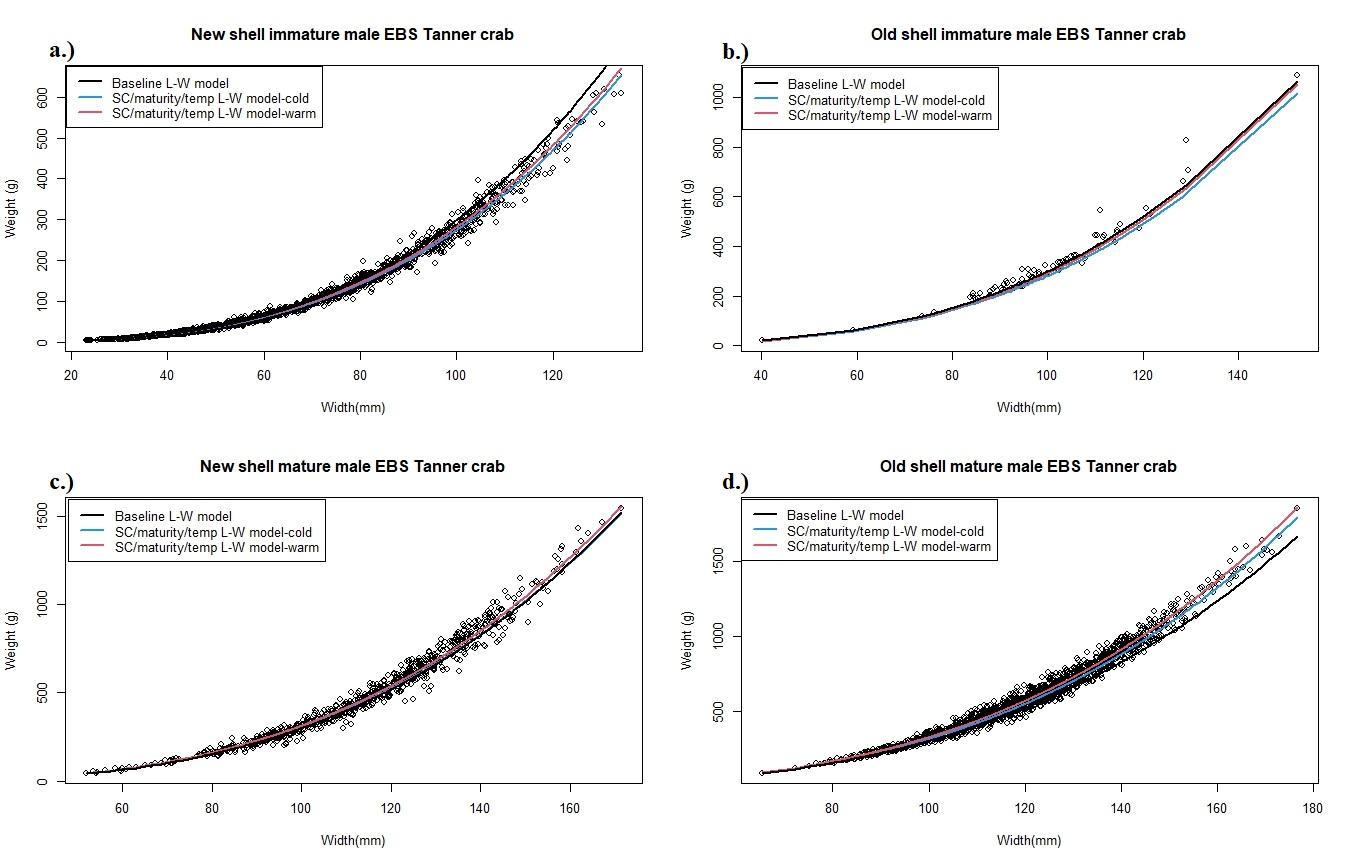 a.)
New shell immature male EBS Tanner crab
Baseline L-W model
SC/maturity/temp L-W model-cold
SC/maturity/temp L-W model-warm
Weight (g)
600
500
400
300
200
100
0
20 40 60 80 100 120
Width(mm)
b.)
Old shell immature male EBS Tanner crab
Baseline L-W model
SC/maturity/temp L-W model-cold
SC/maturity/temp L-W model-warm
Weight (g)
1000
800
600
400
200
0
40 60 80 100 120 140
Width(mm)
c.)
New shell mature male EBS Tanner crab
Baseline L-W model
SC/maturity/temp L-W model-cold
SC/maturity/temp L-W model-warm
Weight (g)
1500
1000
500
0
60 80 100 120 140 160
Width(mm)
d.)
Old shell mature male EBS Tanner crab
Baseline L-W model
SC/maturity/temp L-W model-cold
SC/maturity/temp L-W model-warm
Weight (g)
1500
1000
500
80 100 120 140 160 180
Width(mm)